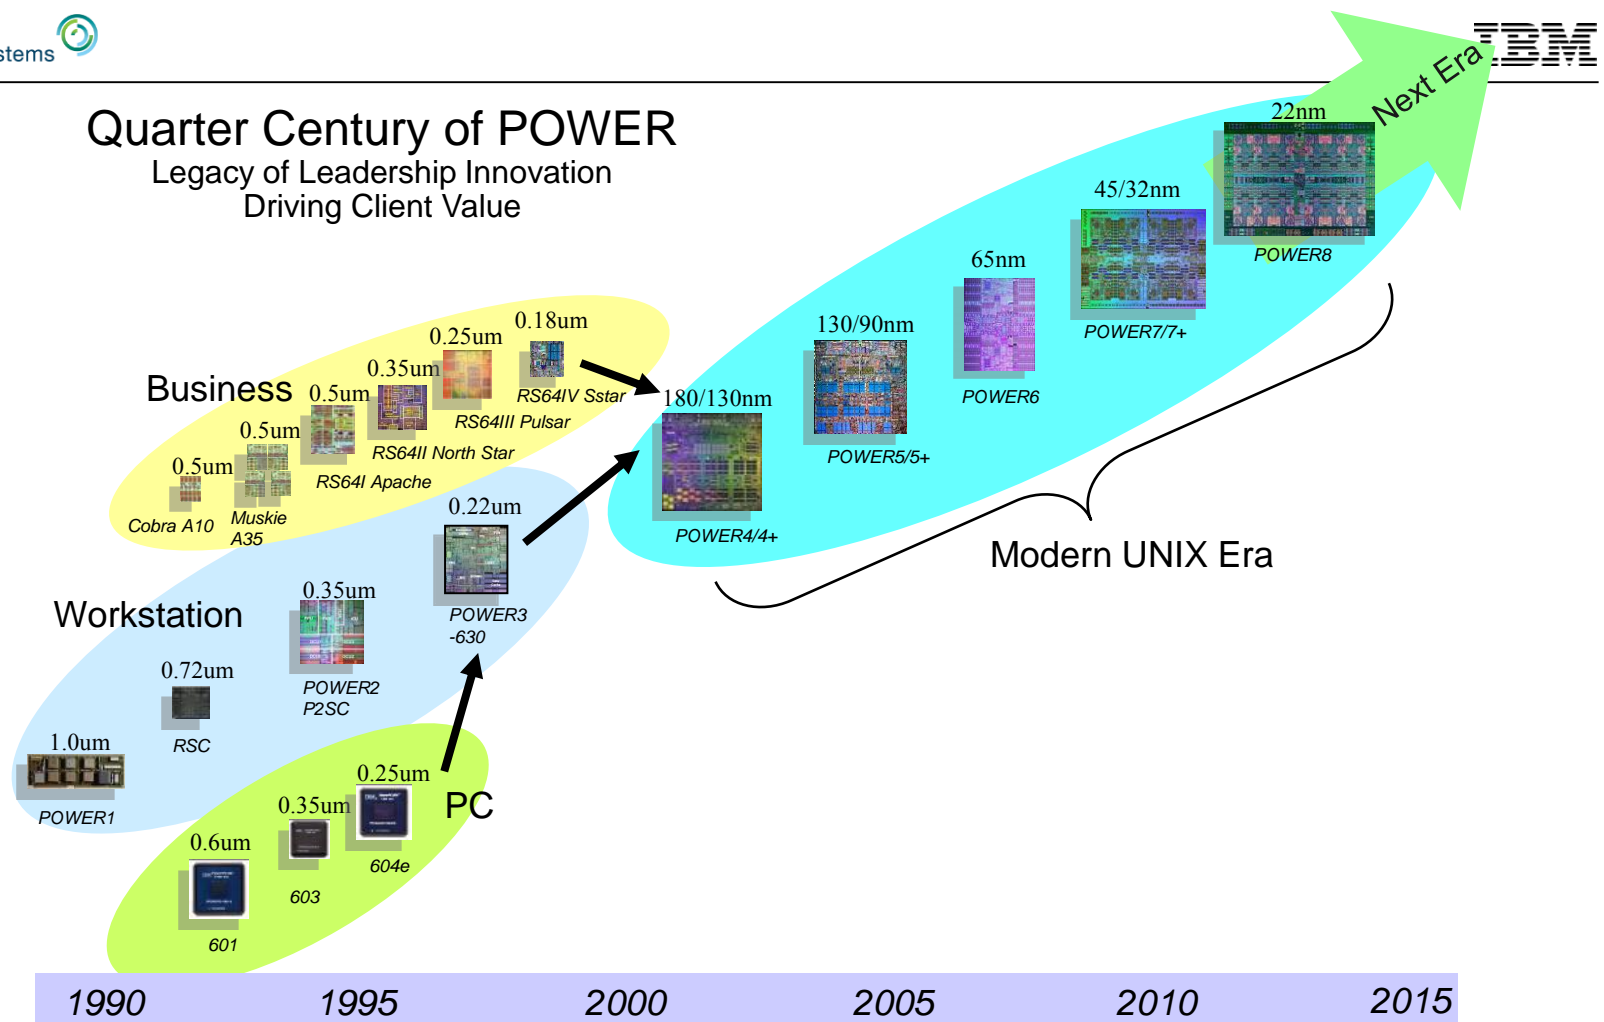 stems
IBM
Next Era
Quarter Century of POWER
Legacy of Leadership Innovation
Driving Client Value
22nm
POWER8
45/32nm
POWER7/7+
65nm
POWER6
130/90nm
POWER5/5+
180/130nm
POWER4/4+
Modern UNIX Era
Business
0.18um
RS64IV Sstar
0.25um
RS64III Pulsar
0.35um
RS64II North Star
0.5um
RS64I Apache
0.5um
Muskie
A35
0.5um
Cobra A10
Workstation
0.22um
POWER3
-630
0.35um
POWER2
P2SC
0.72um
RSC
1.0um
POWER1
PC
0.25um
604e
0.35um
603
0.6um
601
1990 1995 2000 2005 2010 2015